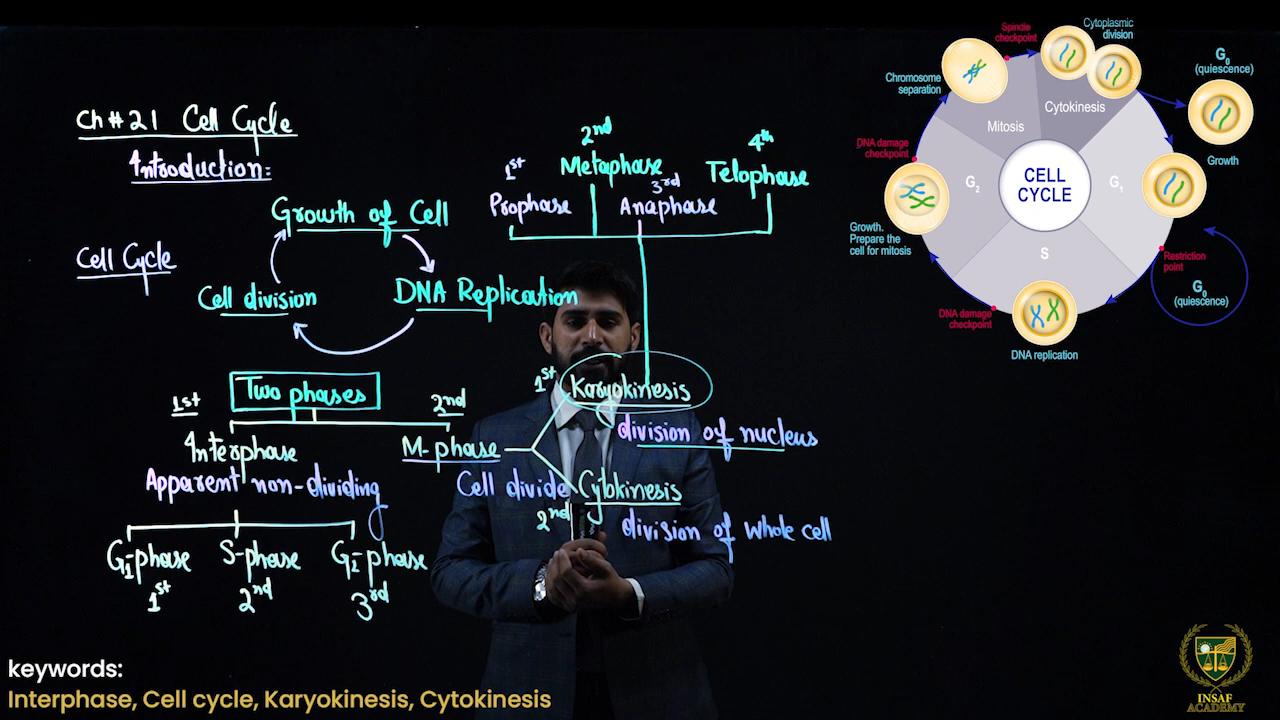 Ch # 21 Cell Cycle
Introduction:
Growth of Cell
Cell Cycle
Cell division
DNA Replication
Two phases
1st
2nd
Interphase
M-phase
Apparent non-dividing
Cell divide
G1-phase
S-phase
1st
2nd
3rd
1st
Prophase
2nd
Metaphase
3rd
Anaphase
4th
Telophase
1st
Karyokinesis
division of nucleus
Cytokinesis
2nd
division of whole cell
Spindle
checkpoint
Cytoplasmic
division
G0
(quiescence)
Chromosome
separation
Cytokinesis
Mitosis
DNA damage
checkpoint
Growth
CELL
CYCLE
G2
G1
Growth.
Prepare the
cell for mitosis
S
Restriction
point
G0
(quiescence)
DNA damage
checkpoint
DNA replication
keywords:
Interphase, Cell cycle, Karyokinesis, Cytokinesis
INSAF
ACADEMY